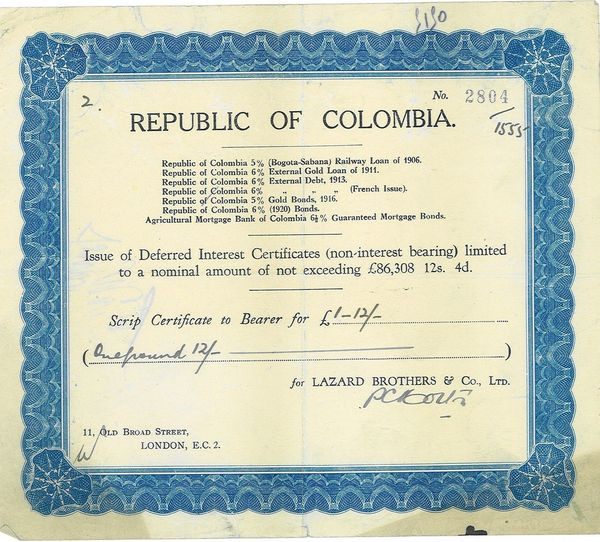 5150
2.
No. 2804
1555
REPUBLIC OF COLOMBIA.
Republic of Colombia 5% (Bogota-Sabana) Railway Loan of 1906.
Republic of Colombia 6% External Gold Loan of 1911.
Republic of Colombia 6% External Debt, 1913.
Republic of Colombia 6% „ „ „ (French Issue).
Republic of Colombia 5% Gold Bonds, 1916.
Republic of Colombia 6% (1920) Bonds.
Agricultural Mortgage Bank of Colombia 6½% Guaranteed Mortgage Bonds.
Issue of Deferred Interest Certificates (non-interest bearing) limited
to a nominal amount of not exceeding £86,308 12s. 4d.
Scrip Certificate to Bearer for £ 1-12/-
( One pound 12/- )
for LAZARD BROTHERS & Co., LTD.
11, OLD BROAD STREET,
LONDON, E.C. 2.